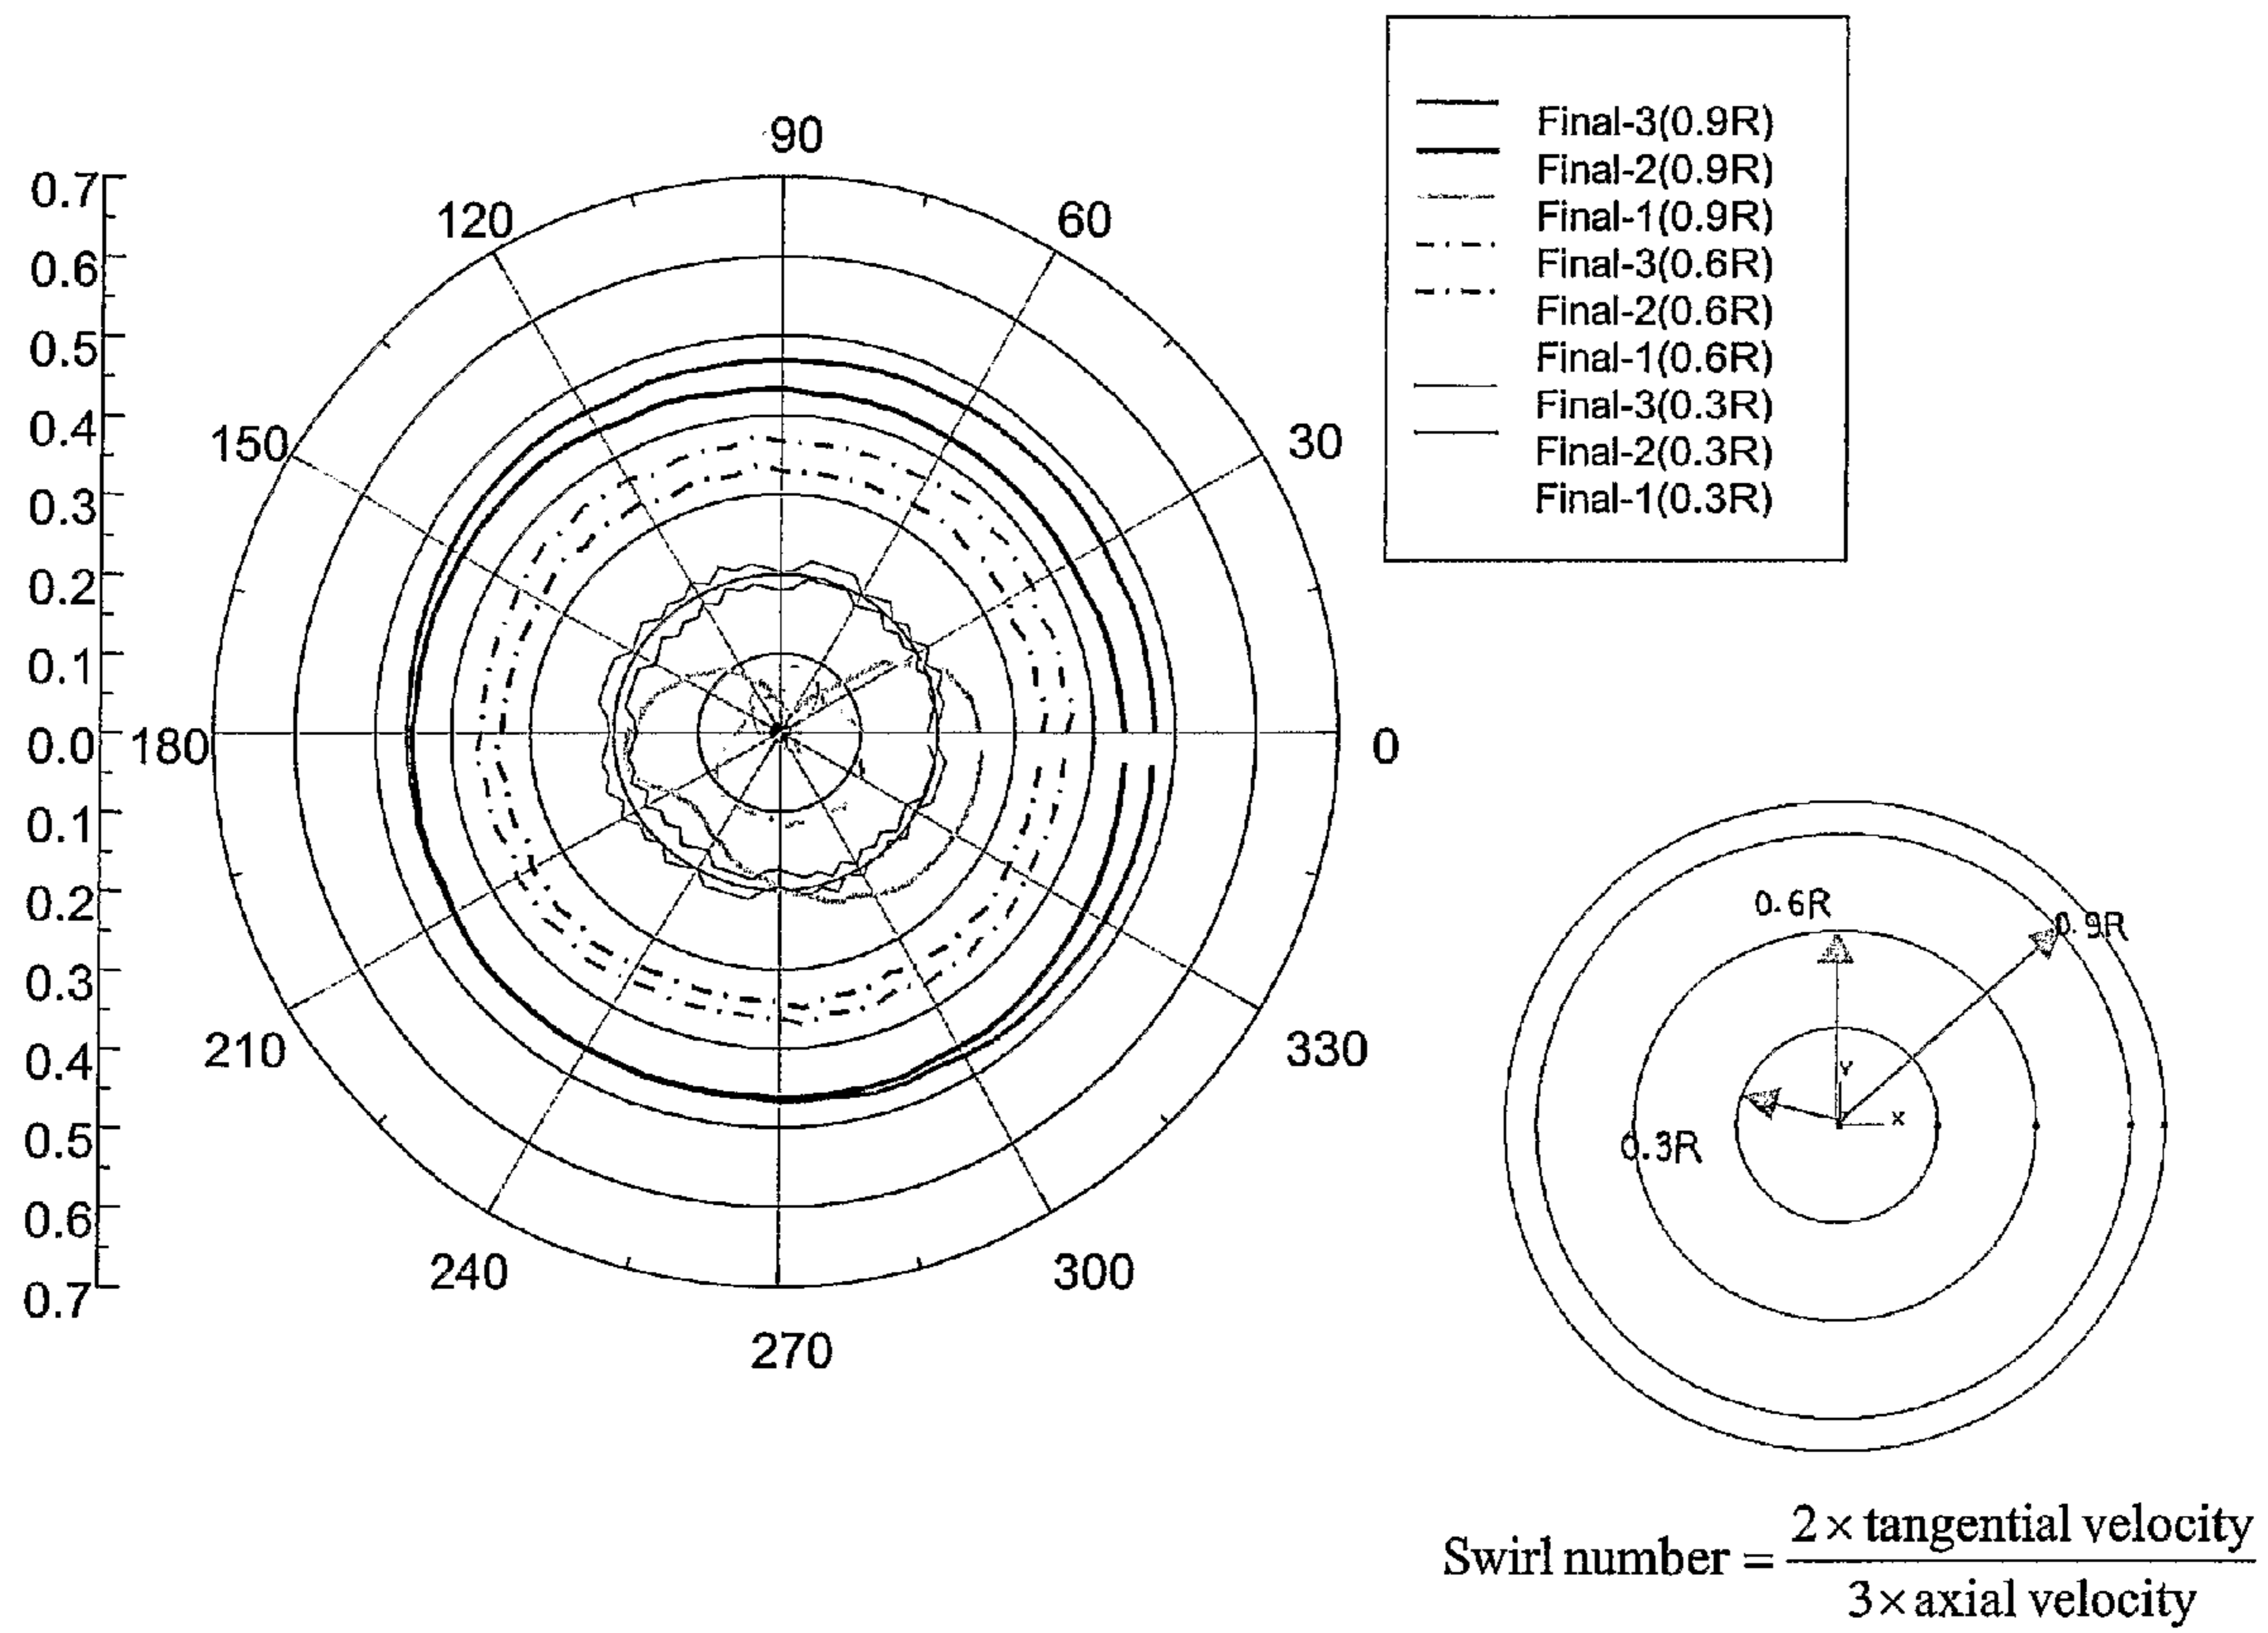 90
0.7
120
60
0.6
0.5
0.4
150
30
0.3
0.2
0.1
0.0
180
0
0.1
0.2
0.3
210
330
0.4
0.5
0.6
240
300
0.7
270
Final-3(0.9R)
Final-2(0.9R)
Final-1(0.9R)
Final-3(0.6R)
Final-2(0.6R)
Final-1(0.6R)
Final-3(0.3R)
Final-2(0.3R)
Final-1(0.3R)
0.6R
0.9R
Y
X
0.3R
Swirl number = 2 × tangential velocity
3 × axial velocity